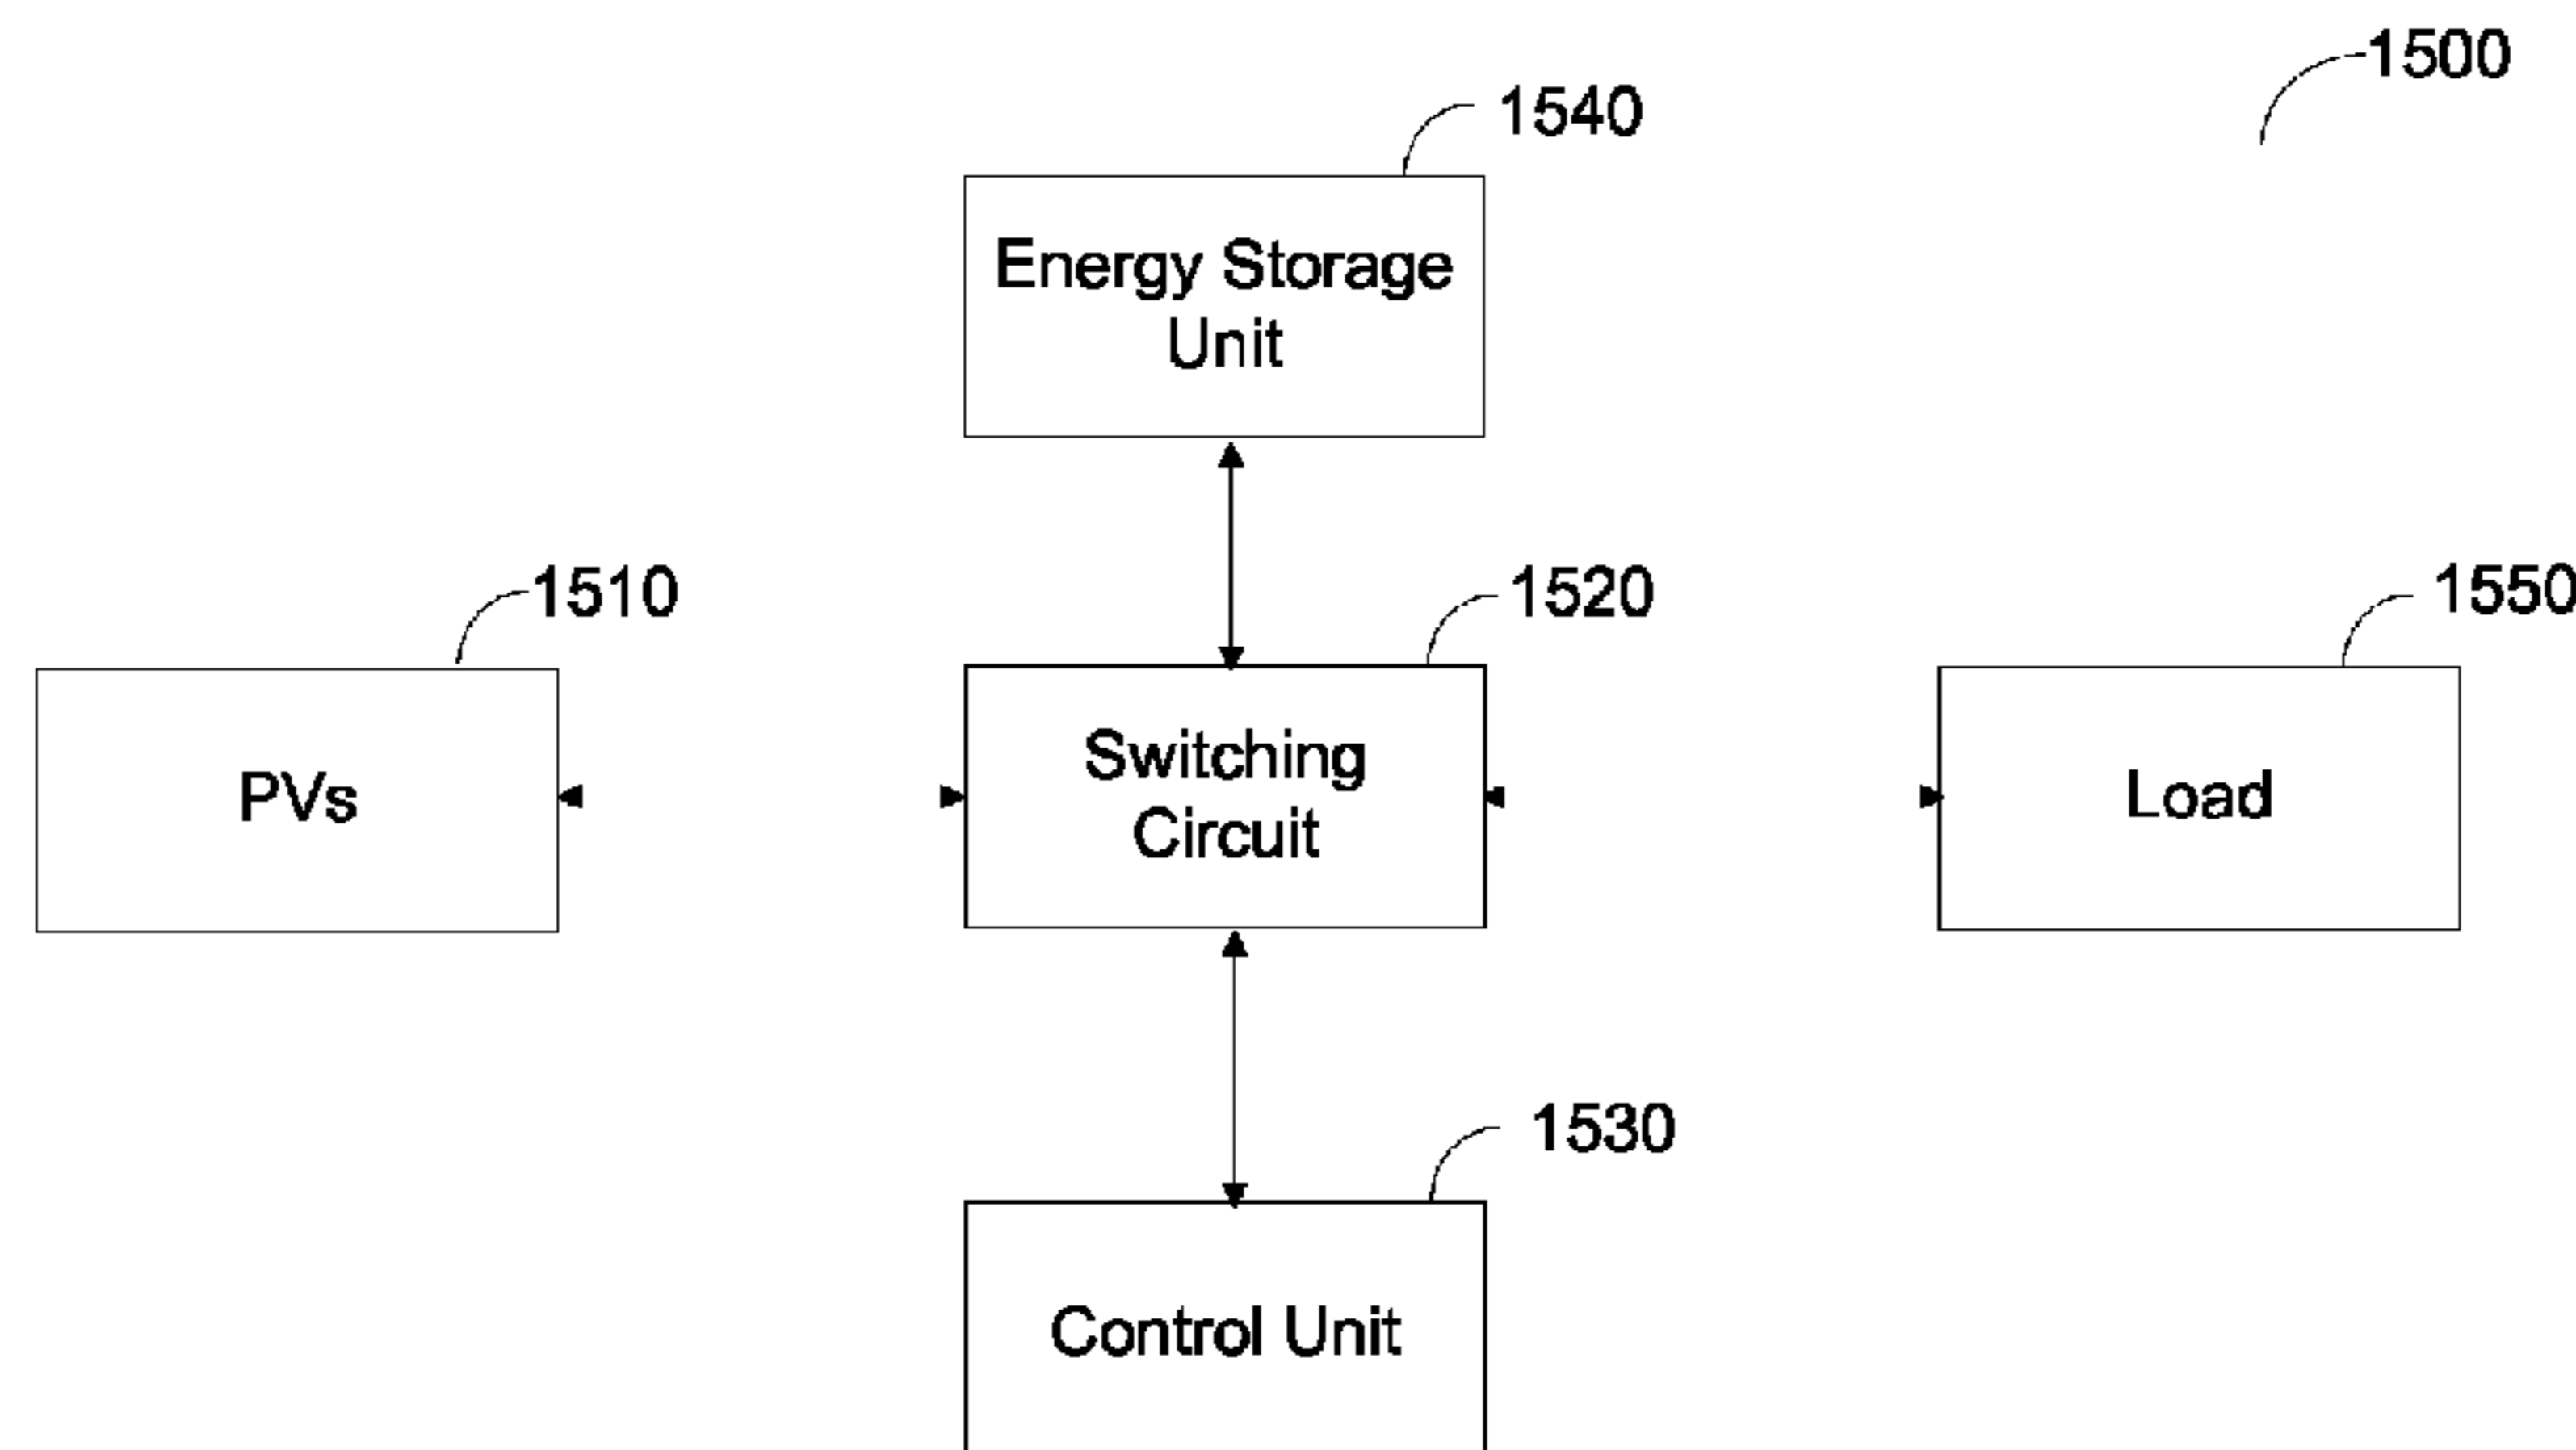 1500
1540
Energy Storage
Unit
1510
1520
1550
PVs
Switching
Circuit
Load
1530
Control Unit